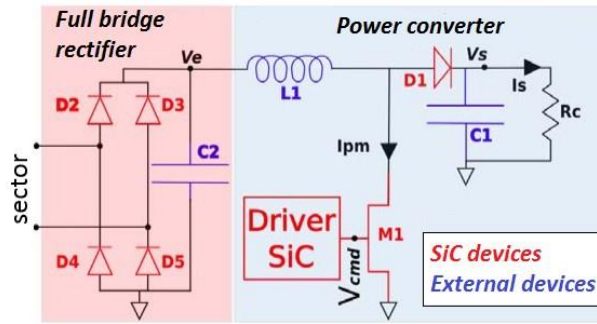 Full bridge
rectifier
Power converter
Ve
Vs
D1
Is
D2
D3
L1
Rc
C1
Ipm
C2
sector
Driver
SiC
M1
Vcmd
D4
D5
SiC devices
External devices